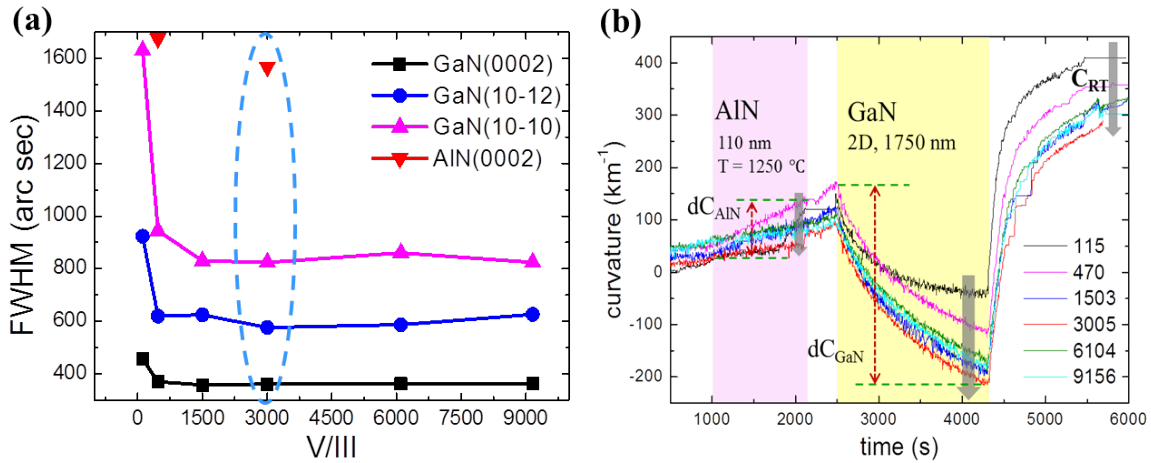 (a)
1600
1400
1200
1000
800
600
400
FWHM (arc sec)
GaN(0002)
GaN(10-12)
GaN(10-10)
AlN(0002)
0 1500 3000 4500 6000 7500 9000
V/III
(b)
400
300
200
100
0
-100
-200
curvature (km⁻¹)
AlN
110 nm
T = 1250 ℃
GaN
2D, 1750 nm
C_RT
dC_AlN
dC_GaN
115
470
1503
3005
6104
9156
1000 2000 3000 4000 5000 6000
time (s)